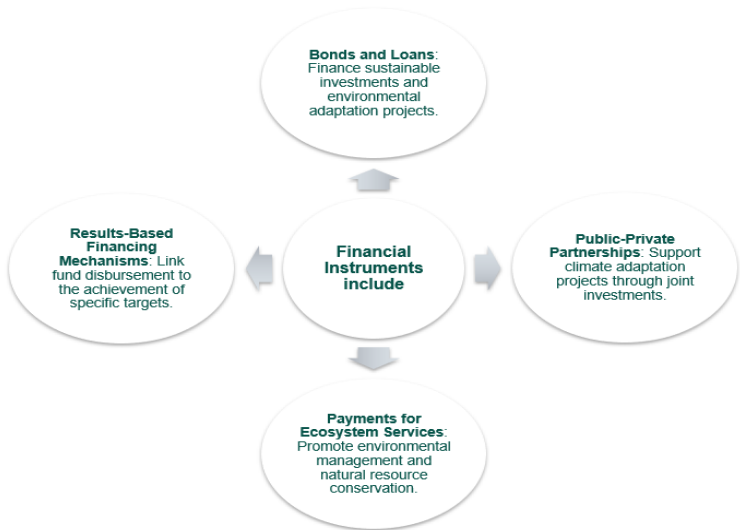 Bonds and Loans:
Finance sustainable
investments and
environmental
adaptation projects.
Results-Based
Financing
Mechanisms: Link
fund disbursement to
the achievement of
specific targets.
Financial
Instruments
include
Public-Private
Partnerships: Support
climate adaptation
projects through joint
investments.
Payments for
Ecosystem Services:
Promote environmental
management and
natural resource
conservation.